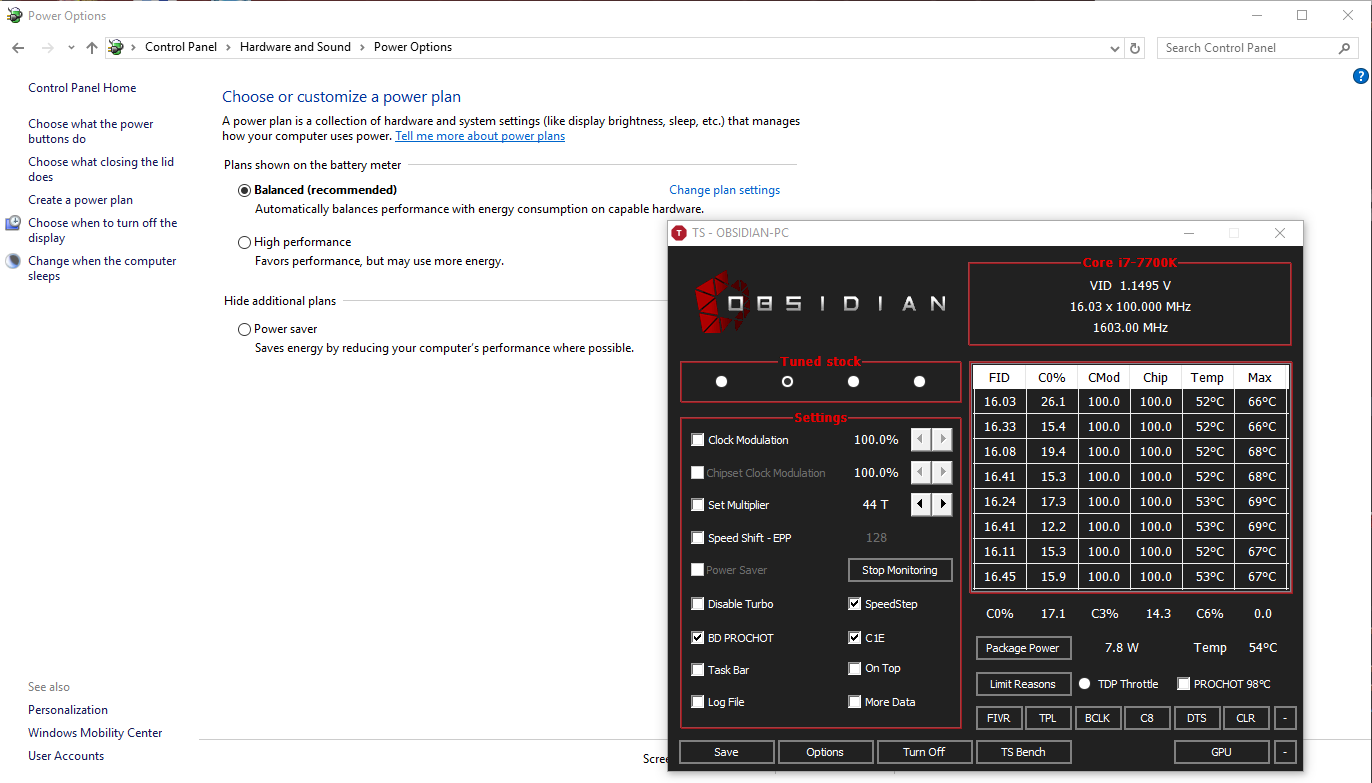 Power Options
Control Panel > Hardware and Sound > Power Options
Search Control Panel
?
Control Panel Home
Choose what the power
buttons do
Choose what closing the lid
does
Create a power plan
Choose when to turn off the
display
Change when the computer
sleeps
Choose or customize a power plan
A power plan is a collection of hardware and system settings (like display brightness, sleep, etc.) that manages
how your computer uses power. Tell me more about power plans
Plans shown on the battery meter
Balanced (recommended) Change plan settings
Automatically balances performance with energy consumption on capable hardware.
High performance
Favors performance, but may use more energy.
Hide additional plans
Power saver
Saves energy by reducing your computer's performance where possible.
See also
Personalization
Windows Mobility Center
User Accounts
Scree
T TS - OBSIDIAN-PC
OBSIDIAN
Core i7-7700K
VID 1.1495 V
16.03 x 100.000 MHz
1603.00 MHz
Tuned stock
Settings
Clock Modulation 100.0%
Chipset Clock Modulation 100.0%
Set Multiplier 44 T
Speed Shift - EPP 128
Power Saver Stop Monitoring
Disable Turbo SpeedStep
BD PROCHOT C1E
Task Bar On Top
Log File More Data
FID C0% CMod Chip Temp Max
16.03 26.1 100.0 100.0 52°C 66°C
16.33 15.4 100.0 100.0 52°C 66°C
16.08 19.4 100.0 100.0 52°C 68°C
16.41 15.3 100.0 100.0 52°C 68°C
16.24 17.3 100.0 100.0 53°C 69°C
16.41 12.2 100.0 100.0 53°C 69°C
16.11 15.3 100.0 100.0 52°C 67°C
16.45 15.9 100.0 100.0 53°C 67°C
C0% 17.1 C3% 14.3 C6% 0.0
Package Power 7.8 W Temp 54°C
Limit Reasons TDP Throttle PROCHOT 98°C
FIVR TPL BCLK C8 DTS CLR -
Save Options Turn Off TS Bench GPU -